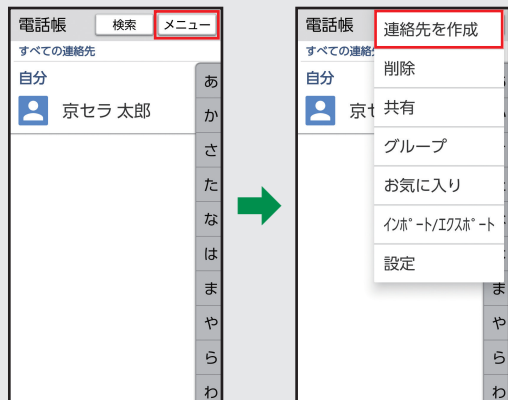 電話帳 検索 メニュー
すべての連絡先
自分
京セラ 太郎
あ
か
さ
た
な
は
ま
や
ら
わ
電話帳
すべての連絡
自分
京
連絡先を作成
削除
共有
グループ
お気に入り
インポート/エクスポート
設定
ま
や
ら
わ